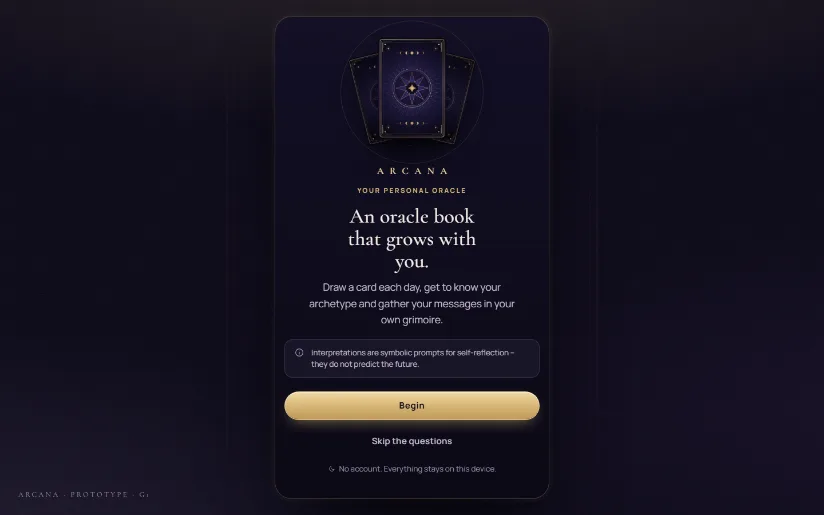 ARCANA
YOUR PERSONAL ORACLE
An oracle book
that grows with
you.
Draw a card each day, get to know your
archetype and gather your messages in your
own grimoire.
Interpretations are symbolic prompts for self-reflection –
they do not predict the future.
Begin
Skip the questions
No account. Everything stays on this device.
ARCANA · PROTOTYPE · G1